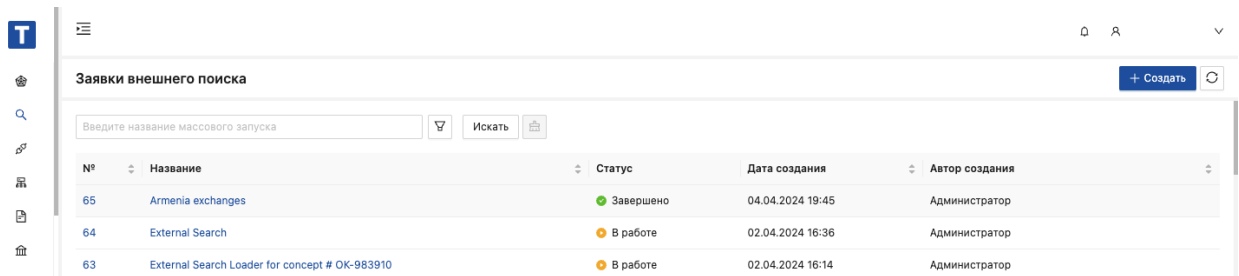 T
Заявки внешнего поиска
+ Создать
Введите название массового запуска
Искать
№ Название Статус Дата создания Автор создания
65 Armenia exchanges Завершено 04.04.2024 19:45 Администратор
64 External Search В работе 02.04.2024 16:36 Администратор
63 External Search Loader for concept # OK-983910 В работе 02.04.2024 16:14 Администратор